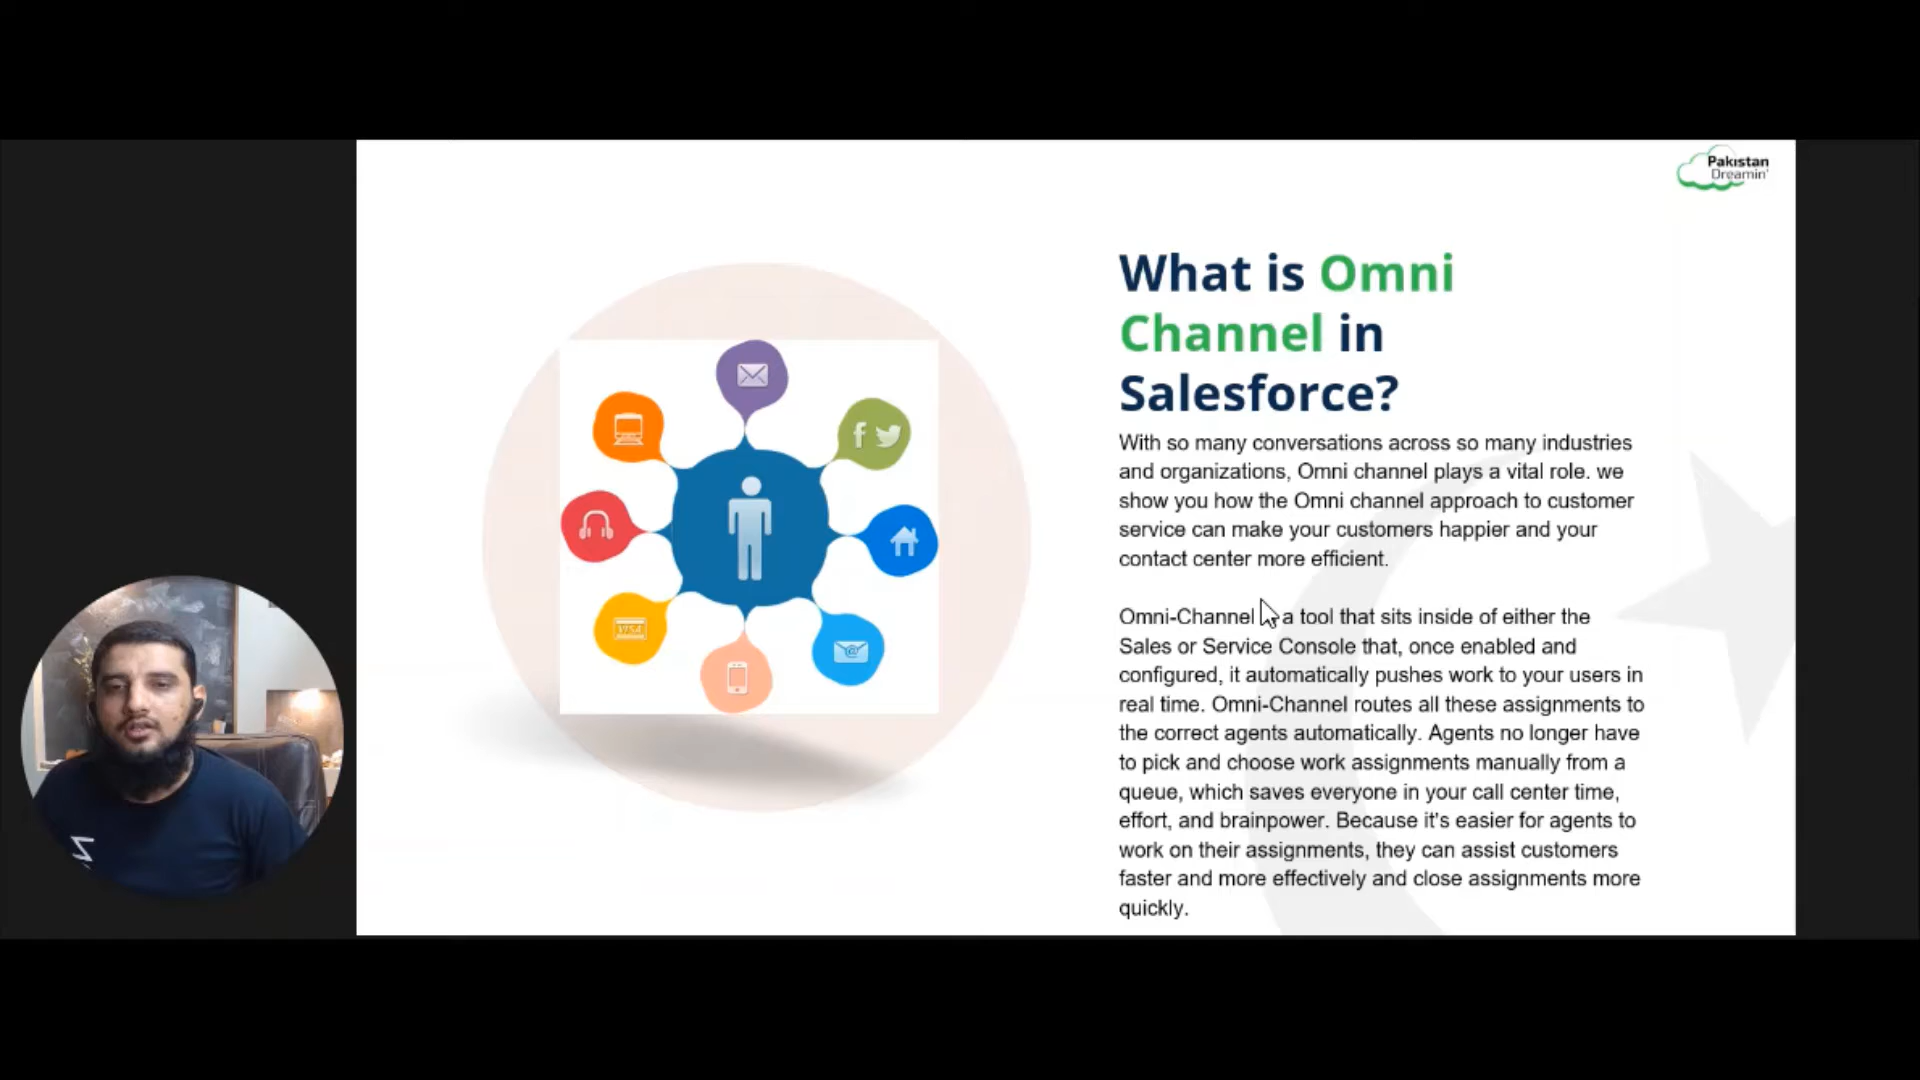 Pakistan
Dreamin'
What is Omni
Channel in
Salesforce?
With so many conversations across so many industries
and organizations, Omni channel plays a vital role. we
show you how the Omni channel approach to customer
service can make your customers happier and your
contact center more efficient.
Omni-Channel a tool that sits inside of either the
Sales or Service Console that, once enabled and
configured, it automatically pushes work to your users in
real time. Omni-Channel routes all these assignments to
the correct agents automatically. Agents no longer have
to pick and choose work assignments manually from a
queue, which saves everyone in your call center time,
effort, and brainpower. Because it's easier for agents to
work on their assignments, they can assist customers
faster and more effectively and close assignments more
quickly.
VISA